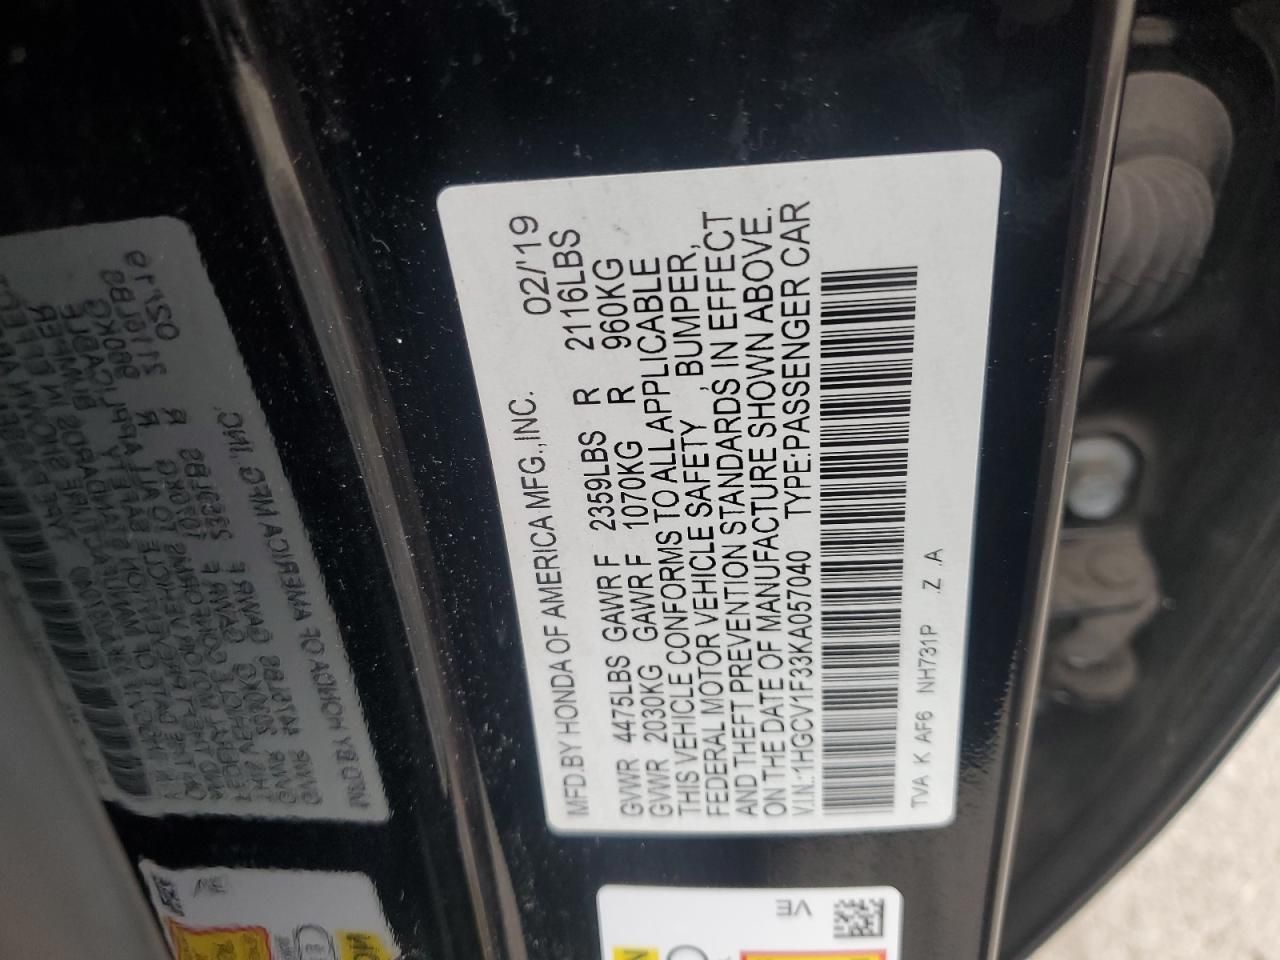 MFD.BY HONDA OF AMERICA MFG.,INC. 02/'19
GVWR 4475LBS GAWR F 2359LBS R 2116LBS
GVWR 2030KG GAWR F 1070KG R 960KG
THIS VEHICLE CONFORMS TO ALL APPLICABLE
FEDERAL MOTOR VEHICLE SAFETY , BUMPER,
AND THEFT PREVENTION STANDARDS IN EFFECT
ON THE DATE OF MANUFACTURE SHOWN ABOVE.
V.I.N.:1HGCV1F33KA057040 TYPE:PASSENGER CAR
TVA K AF6 NH731P .Z .A
VE